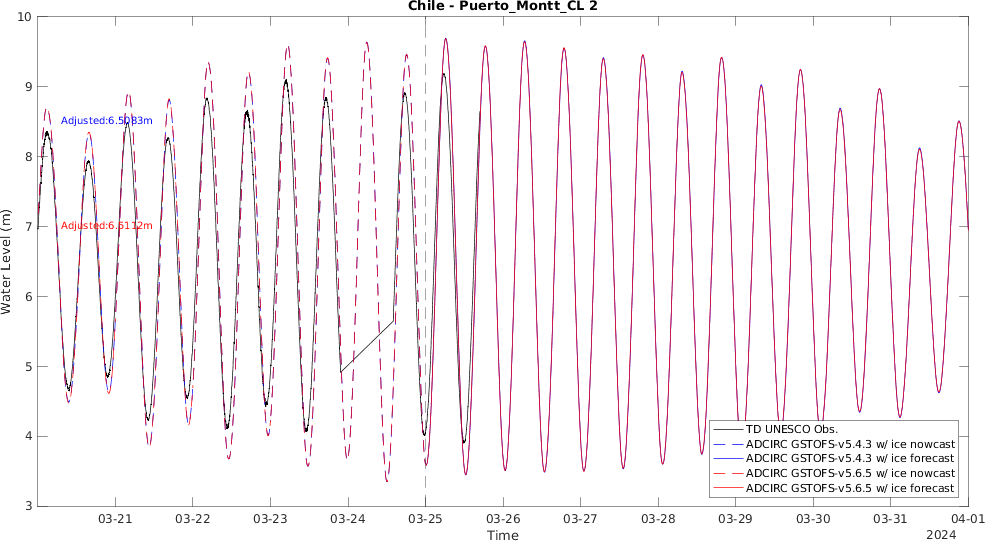 Chile - Puerto_Montt_CL 2
10
9
8
7
6
5
4
3
Water Level (m)
Adjusted:6.5083m
Adjusted:6.5112m
TD UNESCO Obs.
ADCIRC GSTOFS-v5.4.3 w/ ice nowcast
ADCIRC GSTOFS-v5.4.3 w/ ice forecast
ADCIRC GSTOFS-v5.6.5 w/ ice nowcast
ADCIRC GSTOFS-v5.6.5 w/ ice forecast
03-21 03-22 03-23 03-24 03-25 03-26 03-27 03-28 03-29 03-30 03-31 04-01
Time
2024